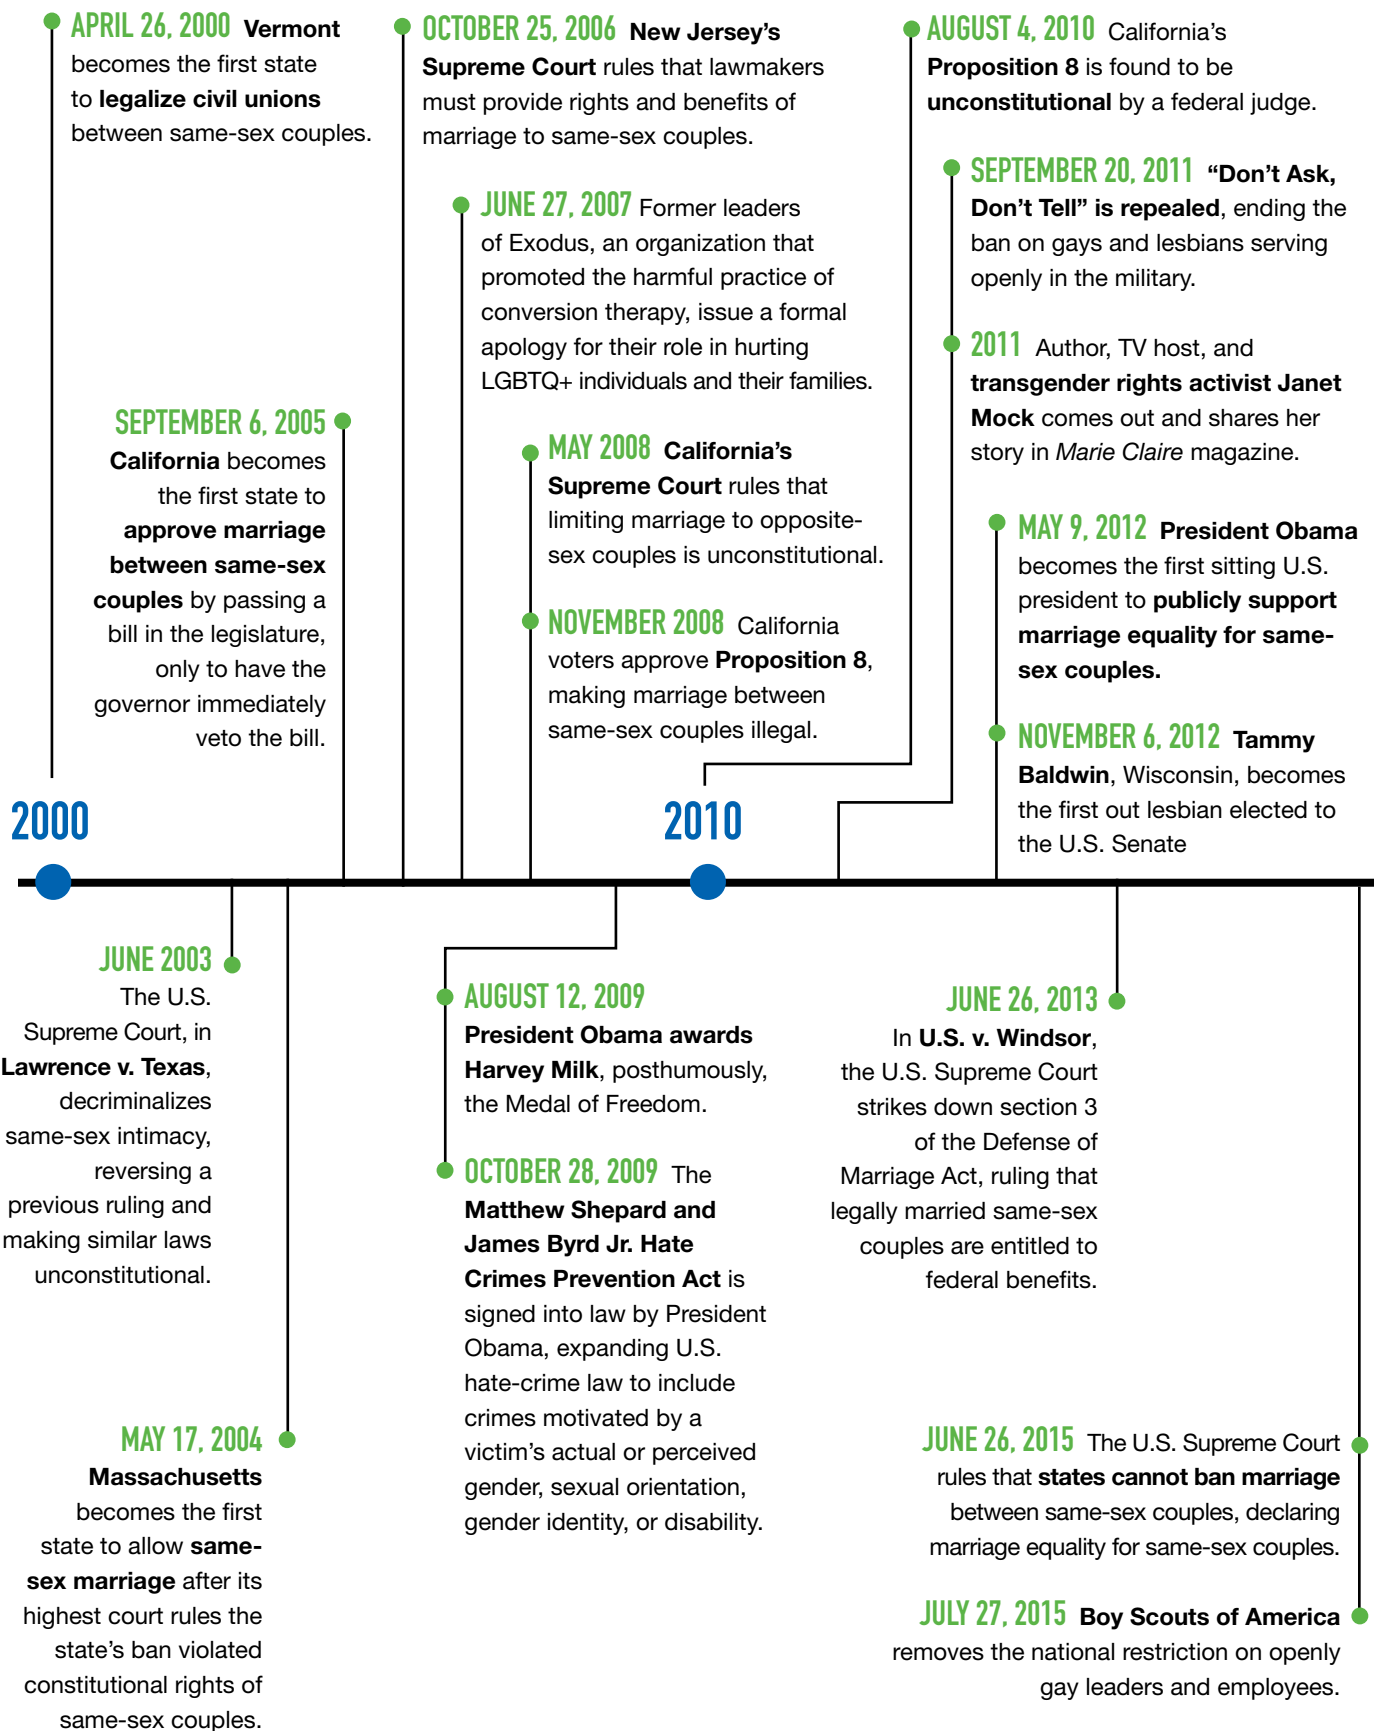 APRIL 26, 2000 Vermont
becomes the first state
to legalize civil unions
between same-sex couples.
SEPTEMBER 6, 2005
California becomes
the first state to
approve marriage
between same-sex
couples by passing a
bill in the legislature,
only to have the
governor immediately
veto the bill.
OCTOBER 25, 2006 New Jersey's
Supreme Court rules that lawmakers
must provide rights and benefits of
marriage to same-sex couples.
JUNE 27, 2007 Former leaders
of Exodus, an organization that
promoted the harmful practice of
conversion therapy, issue a formal
apology for their role in hurting
LGBTQ+ individuals and their families.
MAY 2008 California's
Supreme Court rules that
limiting marriage to opposite-
sex couples is unconstitutional.
NOVEMBER 2008 California
voters approve Proposition 8,
making marriage between
same-sex couples illegal.
AUGUST 4, 2010 California's
Proposition 8 is found to be
unconstitutional by a federal judge.
SEPTEMBER 20, 2011 “Don't Ask,
Don't Tell” is repealed, ending the
ban on gays and lesbians serving
openly in the military.
2011 Author, TV host, and
transgender rights activist Janet
Mock comes out and shares her
story in Marie Claire magazine.
MAY 9, 2012 President Obama
becomes the first sitting U.S.
president to publicly support
marriage equality for same-
sex couples.
NOVEMBER 6, 2012 Tammy
Baldwin, Wisconsin, becomes
the first out lesbian elected to
the U.S. Senate
2000
2010
JUNE 2003
The U.S.
Supreme Court, in
Lawrence v. Texas,
decriminalizes
same-sex intimacy,
reversing a
previous ruling and
making similar laws
unconstitutional.
MAY 17, 2004
Massachusetts
becomes the first
state to allow same-
sex marriage after its
highest court rules the
state's ban violated
constitutional rights of
same-sex couples.
AUGUST 12, 2009
President Obama awards
Harvey Milk, posthumously,
the Medal of Freedom.
OCTOBER 28, 2009 The
Matthew Shepard and
James Byrd Jr. Hate
Crimes Prevention Act is
signed into law by President
Obama, expanding U.S.
hate-crime law to include
crimes motivated by a
victim's actual or perceived
gender, sexual orientation,
gender identity, or disability.
JUNE 26, 2013
In U.S. v. Windsor,
the U.S. Supreme Court
strikes down section 3
of the Defense of
Marriage Act, ruling that
legally married same-sex
couples are entitled to
federal benefits.
JUNE 26, 2015 The U.S. Supreme Court
rules that states cannot ban marriage
between same-sex couples, declaring
marriage equality for same-sex couples.
JULY 27, 2015 Boy Scouts of America
removes the national restriction on openly
gay leaders and employees.